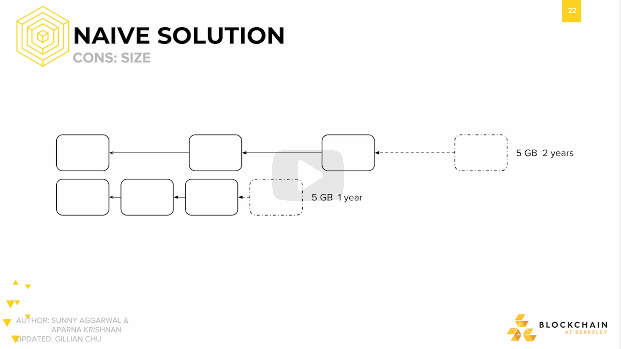 22
NAIVE SOLUTION
CONS: SIZE
5 GB 2 years
5 GB 1 year
AUTHOR: SUNNY AGGARWAL &
APARNA KRISHNAN
UPDATED: GILLIAN CHU
BLOCKCHAIN
AT BERKELEY